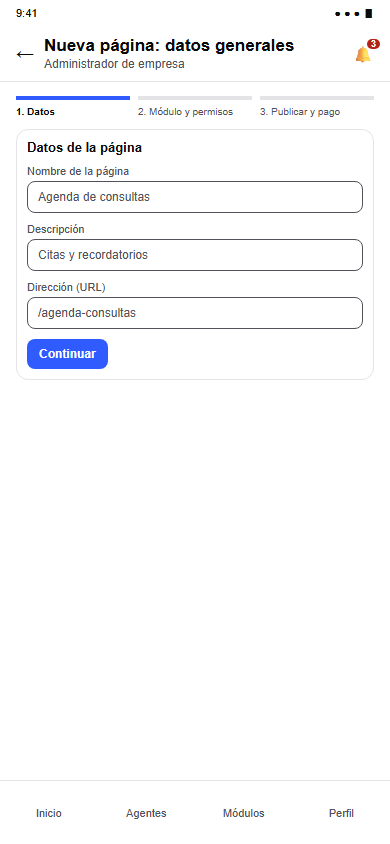 9:41
Nueva página: datos generales
Administrador de empresa
3
1. Datos
2. Módulo y permisos
3. Publicar y pago
Datos de la página
Nombre de la página
Agenda de consultas
Descripción
Citas y recordatorios
Dirección (URL)
/agenda-consultas
Continuar
Inicio
Agentes
Módulos
Perfil